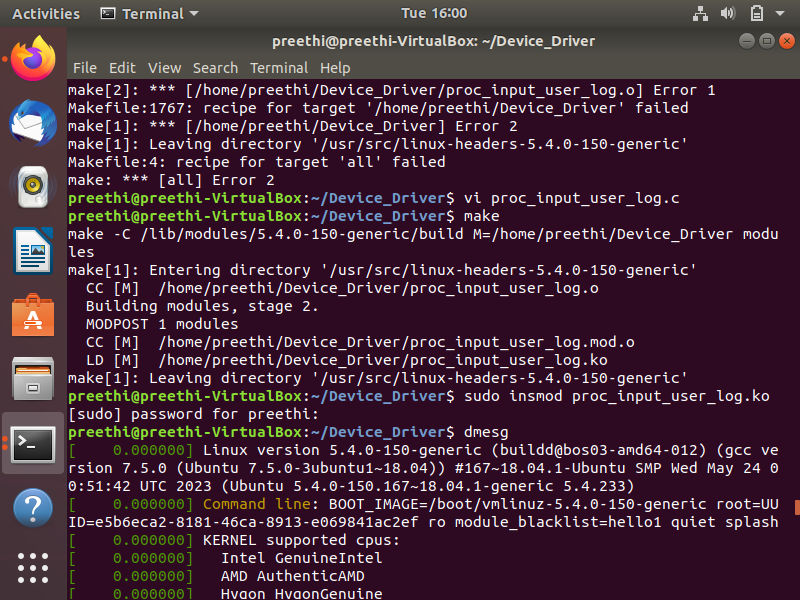 Activities
Terminal
Tue 16:00
preethi@preethi-VirtualBox: ~/Device_Driver
File Edit View Search Terminal Help
make[2]: *** [/home/preethi/Device_Driver/proc_input_user_log.o] Error 1
Makefile:1767: recipe for target '/home/preethi/Device_Driver' failed
make[1]: *** [/home/preethi/Device_Driver] Error 2
make[1]: Leaving directory '/usr/src/linux-headers-5.4.0-150-generic'
Makefile:4: recipe for target 'all' failed
make: *** [all] Error 2
preethi@preethi-VirtualBox:~/Device_Driver$ vi proc_input_user_log.c
preethi@preethi-VirtualBox:~/Device_Driver$ make
make -C /lib/modules/5.4.0-150-generic/build M=/home/preethi/Device_Driver modu
les
make[1]: Entering directory '/usr/src/linux-headers-5.4.0-150-generic'
  CC [M]  /home/preethi/Device_Driver/proc_input_user_log.o
  Building modules, stage 2.
  MODPOST 1 modules
  CC [M]  /home/preethi/Device_Driver/proc_input_user_log.mod.o
  LD [M]  /home/preethi/Device_Driver/proc_input_user_log.ko
make[1]: Leaving directory '/usr/src/linux-headers-5.4.0-150-generic'
preethi@preethi-VirtualBox:~/Device_Driver$ sudo insmod proc_input_user_log.ko
[sudo] password for preethi:
preethi@preethi-VirtualBox:~/Device_Driver$ dmesg
[    0.000000] Linux version 5.4.0-150-generic (buildd@bos03-amd64-012) (gcc ve
rsion 7.5.0 (Ubuntu 7.5.0-3ubuntu1~18.04)) #167~18.04.1-Ubuntu SMP Wed May 24 0
0:51:42 UTC 2023 (Ubuntu 5.4.0-150.167~18.04.1-generic 5.4.233)
[    0.000000] Command line: BOOT_IMAGE=/boot/vmlinuz-5.4.0-150-generic root=UU
ID=e5b6eca2-8181-46ca-8913-e069841ac2ef ro module_blacklist=hello1 quiet splash
[    0.000000] KERNEL supported cpus:
[    0.000000]   Intel GenuineIntel
[    0.000000]   AMD AuthenticAMD
[    0.000000]   Hygon HygonGenuine